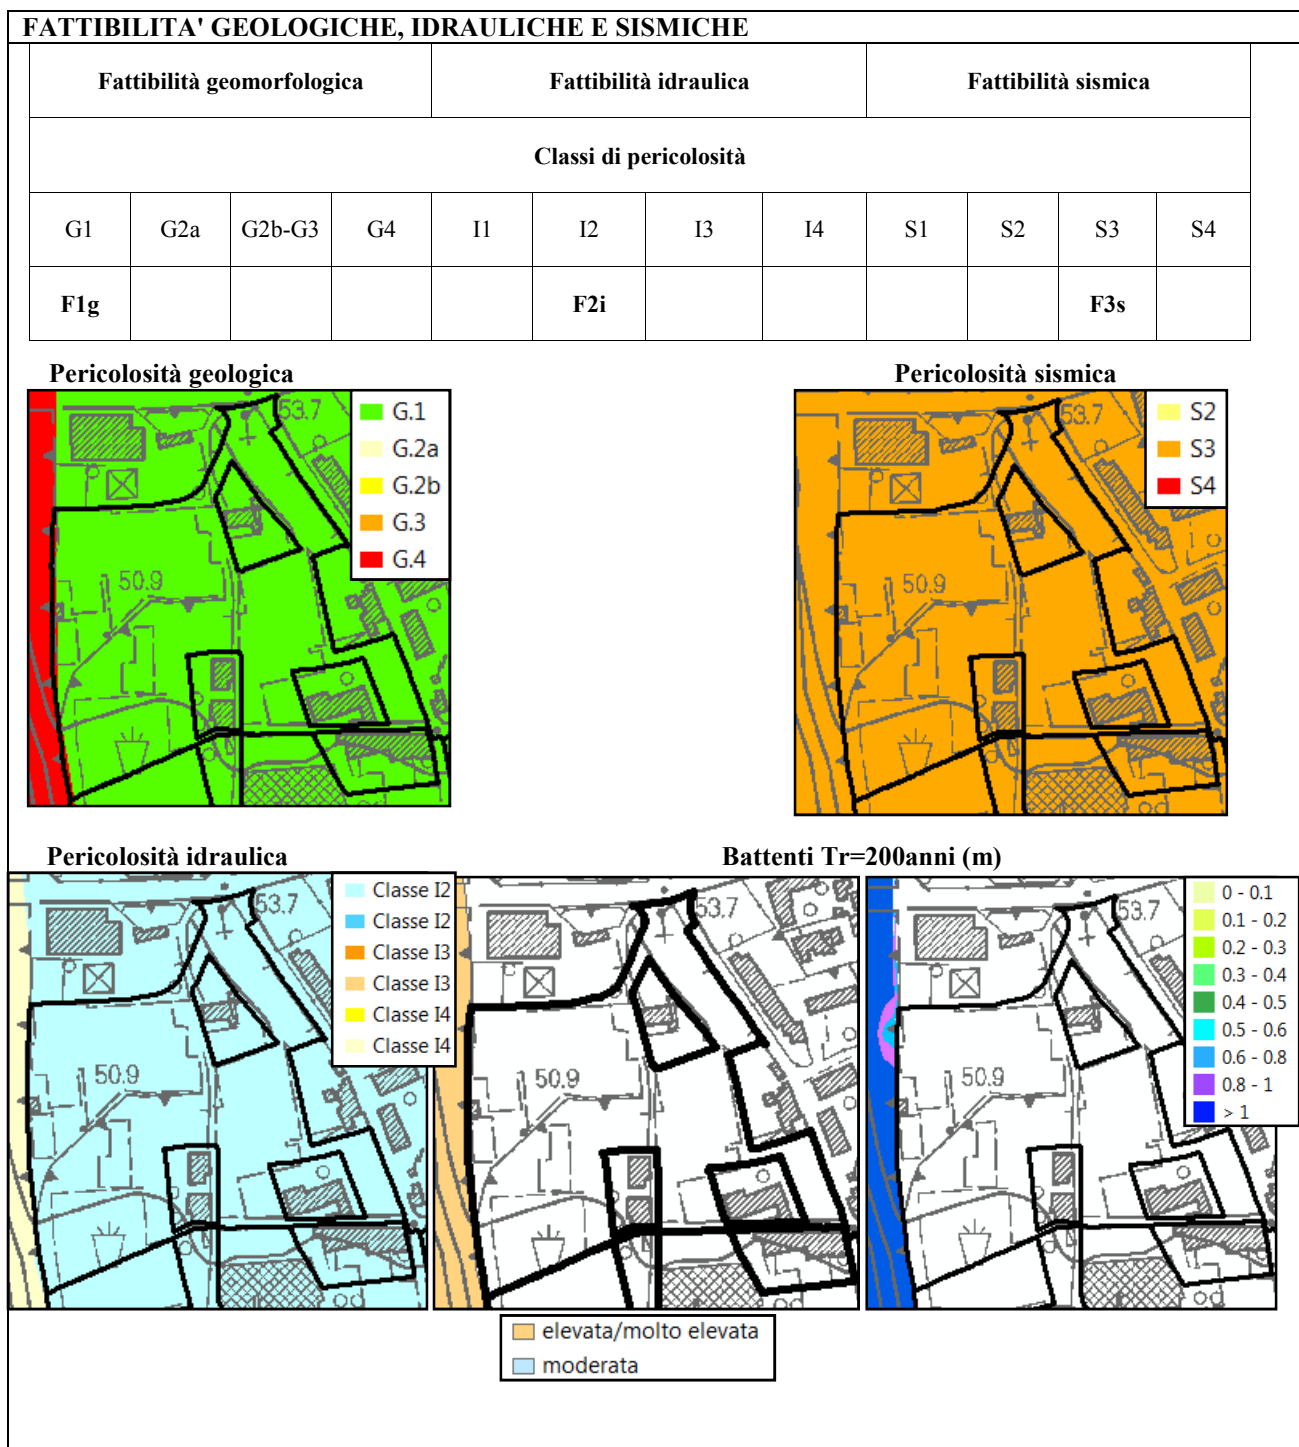 FATTIBILITA' GEOLOGICHE, IDRAULICHE E SISMICHE
Fattibilità geomorfologica Fattibilità idraulica Fattibilità sismica
Classi di pericolosità
G1 G2a G2b-G3 G4 I1 I2 I3 I4 S1 S2 S3 S4
F1g F2i F3s
Pericolosità geologica Pericolosità sismica
53.7
G.1
G.2a
G.2b
G.3
G.4
50.9
53.7
S2
S3
S4
50.9
od
Pericolosità idraulica Battenti Tr=200anni (m)
53.7
Classe I2
Classe I2
Classe I3
Classe I3
Classe I4
Classe I4
50.9
od
53.7
50.9
od
53.7
0 - 0.1
0.1 - 0.2
0.2 - 0.3
0.3 - 0.4
0.4 - 0.5
0.5 - 0.6
0.6 - 0.8
0.8 - 1
> 1
50.9
od
elevata/molto elevata
moderata